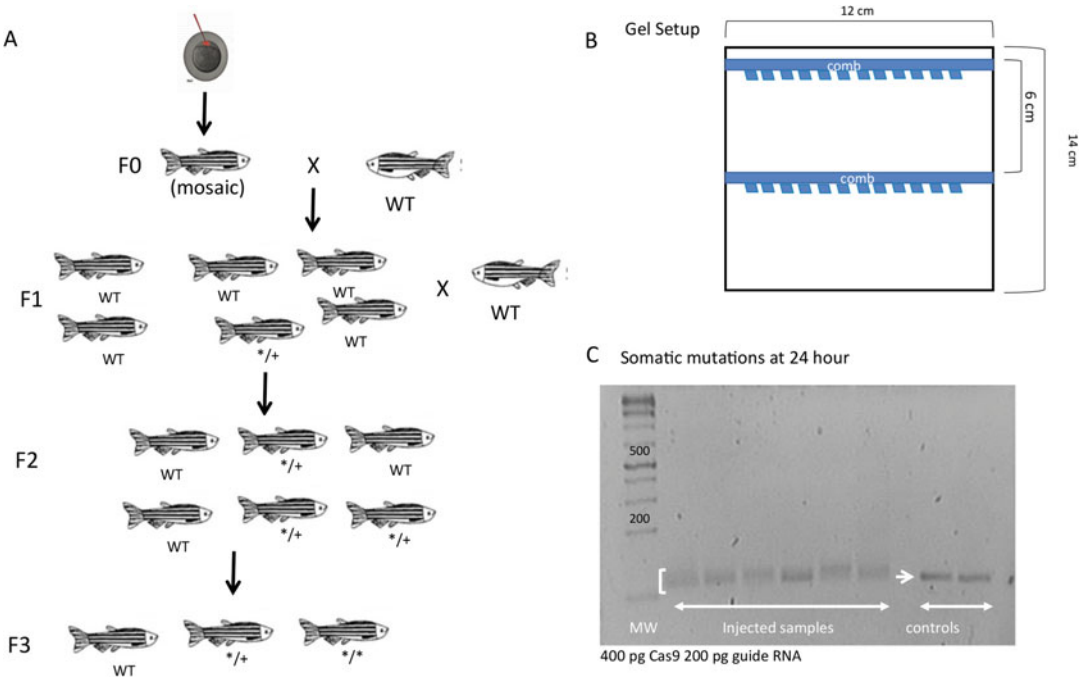 A
F0
(mosaic)
X
WT
F1
WT
WT
WT
X
WT
WT
*/+
WT
F2
WT
*/+
WT
WT
*/+
*/+
F3
WT
*/+
*/*
B
Gel Setup
12 cm
comb
6 cm
14 cm
comb
C Somatic mutations at 24 hour
500
200
MW
Injected samples
controls
400 pg Cas9 200 pg guide RNA